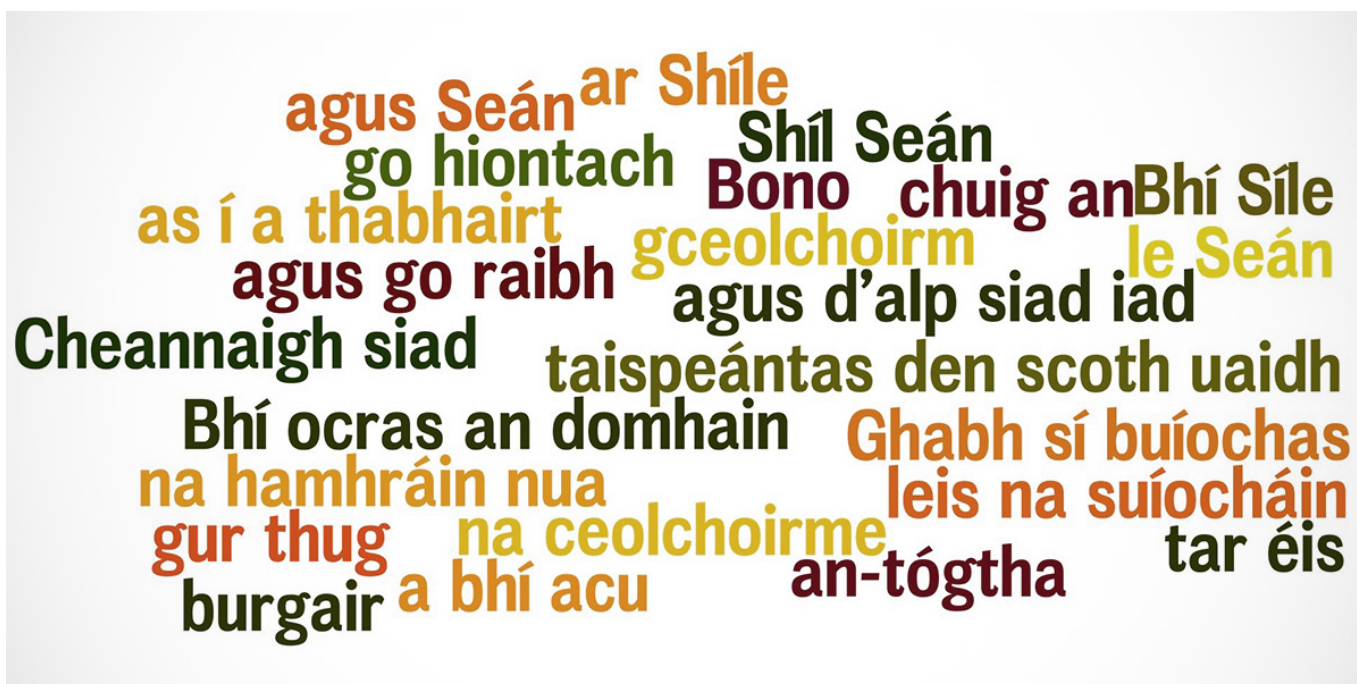 agus Seán
ar Shíle
go hiontach
Shíl Seán
Bono
chuig an
Bhí Síle
as í a thabhairt
gceolchoirm
le Seán
agus go raibh
agus d’alp siad iad
Cheannaigh siad
taispeántas den scoth uaidh
Bhí ocras an domhain
Ghabh sí buíochas
na hamhráin nua
leis na suíocháin
gur thug
na ceolchoirme
tar éis
an-tógtha
a bhí acu
burgair